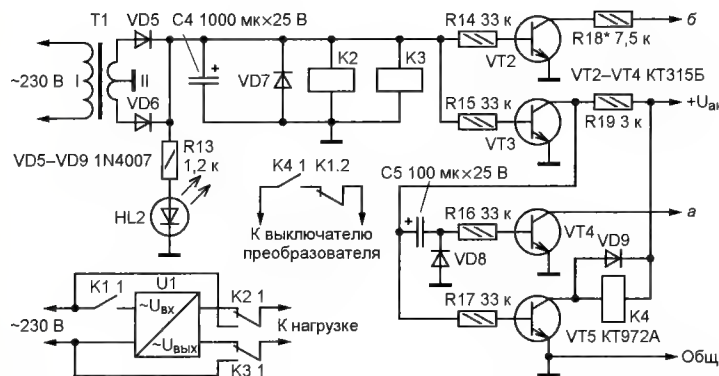 T1
VD5
C4 1000 мк×25 В
R14 33 к
б
R18* 7,5 к
K2
K3
~230 В
I
II
VD7
VT2
VT2–VT4 КТ315Б
VD6
R15 33 к
+Uак
R19 3 к
VT3
VD5–VD9 1N4007
R13
1,2 к
C5 100 мк×25 В
K4 1
K1.2
R16 33 к
а
HL2
К выключателю
преобразователя
VT4
VD9
VD8
K1 1
U1
~Uвх
K2 1
R17 33 к
K4
~230 В
К нагрузке
~Uвых
VT5 КТ972А
K3 1
Общ